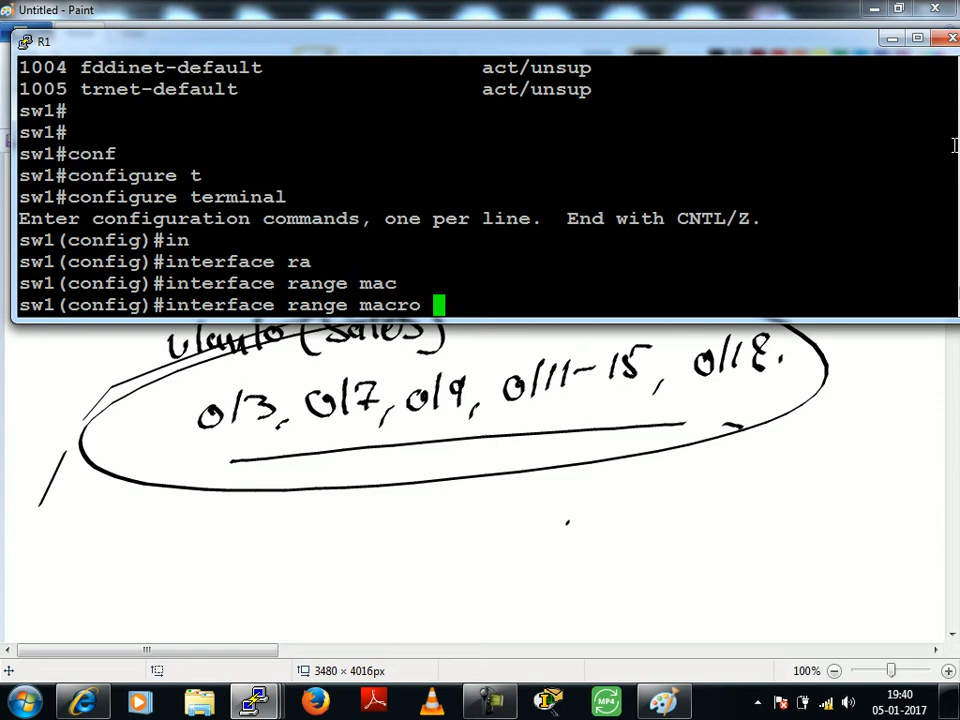 Untitled - Paint
R1
1004 fddinet-default act/unsup
1005 trnet-default act/unsup
sw1#
sw1#
sw1#conf
sw1#configure t
sw1#configure terminal
Enter configuration commands, one per line. End with CNTL/Z.
sw1(config)#in
sw1(config)#interface ra
sw1(config)#interface range mac
sw1(config)#interface range macro
(sales)
0/3, 0/7, 0/9, 0/11-15, 0/18.
3480 × 4016px
100%
MP4
19:40
05-01-2017